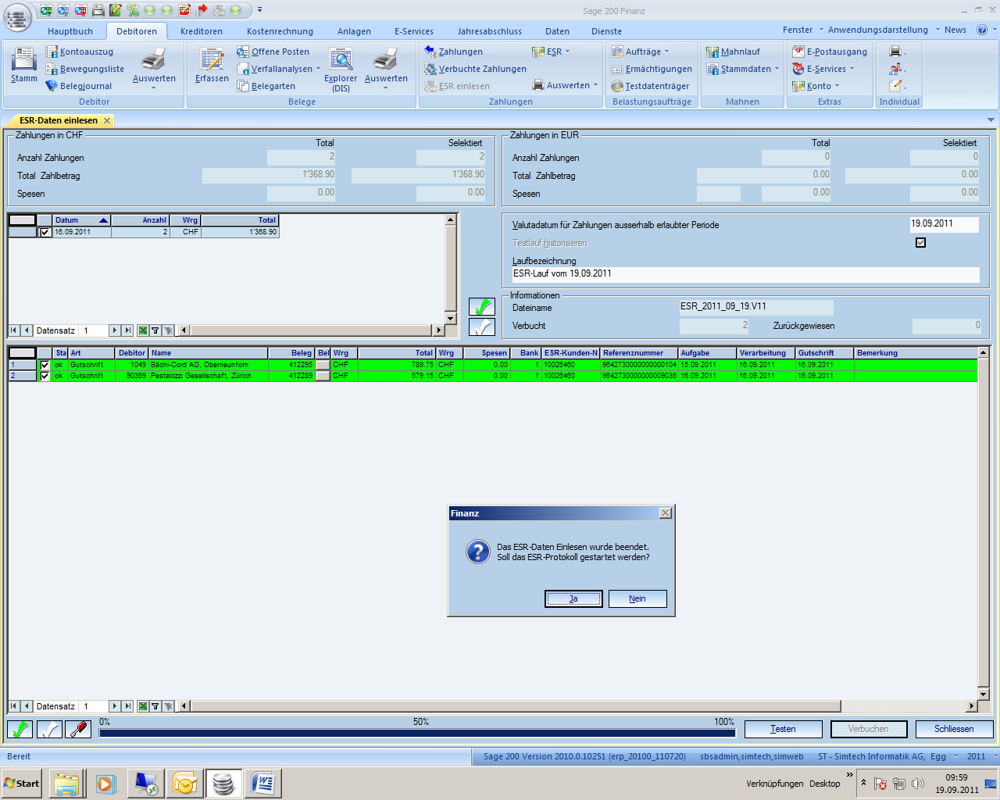 Sage 200 Finanz
Hauptbuch Debitoren Kreditoren Kostenrechnung Anlagen E-Services Jahresabschluss Daten Dienste Fenster Anwendungsdarstellung News
Stamm
Kontoauszug
Bewegungsliste
Belegjournal
Auswerten
Debitor
Erfassen
Offene Posten
Verfallanalysen
Belegarten
Explorer (DIS)
Auswerten
Belege
Zahlungen
Verbuchte Zahlungen
ESR einlesen
ESR
Auswerten
Zahlungen
Aufträge
Ermächtigungen
Testdatenträger
Belastungsaufträge
Mahnlauf
Stammdaten
Mahnen
E-Postausgang
E-Services
Konto
Extras
Individual
ESR-Daten einlesen
Zahlungen in CHF
Total Selektiert
Anzahl Zahlungen 2 2
Total Zahlbetrag 1'368.90 1'368.90
Spesen 0.00 0.00
Zahlungen in EUR
Total Selektiert
Anzahl Zahlungen 0 0
Total Zahlbetrag 0.00 0.00
Spesen 0.00 0.00
Datum Anzahl Wrg Total
16.09.2011 2 CHF 1'368.90
Datensatz 1
Valutadatum für Zahlungen ausserhalb erlaubter Periode 19.09.2011
Testlauf historisieren
Laufbezeichnung
ESR-Lauf vom 19.09.2011
Informationen
Dateiname ESR_2011_09_19.V11
Verbucht 2 Zurückgewiesen 0
Sta Art Debitor Name Beleg Bel Wrg Total Wrg Spesen Bank ESR-Kunden-N Referenznummer Aufgabe Verarbeitung Gutschrift Bemerkung
1 ok Gutschrift 1049 Bächi-Cord AG, Oberneunforn 412295 CHF 789.75 CHF 0.00 1 10026460 9642730000000000104 15.09.2011 16.09.2011 16.09.2011
2 ok Gutschrift 90369 Pestalozzi Gesellschaft, Zürich 412289 CHF 579.15 CHF 0.00 1 10026460 9642730000000009036 16.09.2011 16.09.2011 16.09.2011
Finanz
Das ESR-Daten Einlesen wurde beendet.
Soll das ESR-Protokoll gestartet werden?
Ja Nein
Datensatz 1
0% 50% 100%
Testen Verbuchen Schliessen
Bereit Sage 200 Version 2010.0.10251 (erp_20100_110720) sbsadmin,simtech,simweb ST - Simtech Informatik AG, Egg 2011
Start Verknüpfungen Desktop 09:59
19.09.2011